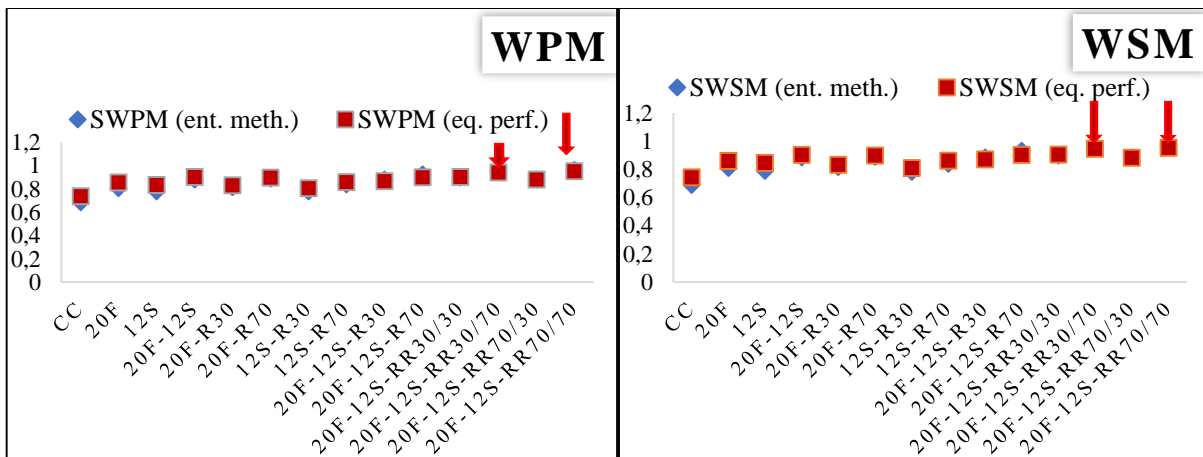 WPM
SWPM (ent. meth.) SWPM (eq. perf.)
1,2
1
0,8
0,6
0,4
0,2
0
CC
20F
12S
20F-12S
20F-R30
20F-R70
12S-R30
12S-R70
20F-12S-R30
20F-12S-R70
20F-12S-RR30/30
20F-12S-RR30/70
20F-12S-RR70/30
20F-12S-RR70/70
WSM
SWSM (ent. meth.) SWSM (eq. perf.)
1,2
1
0,8
0,6
0,4
0,2
0
CC
20F
12S
20F-12S
20F-R30
20F-R70
12S-R30
12S-R70
20F-12S-R30
20F-12S-R70
20F-12S-RR30/30
20F-12S-RR30/70
20F-12S-RR70/30
20F-12S-RR70/70